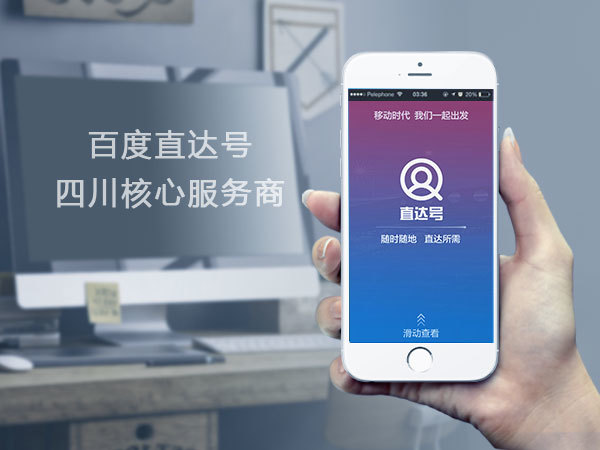 百度直达号
四川核心服务商
Pelephone 03:36 20%
移动时代 我们一起出发
直达号
随时随地 直达所需
滑动查看